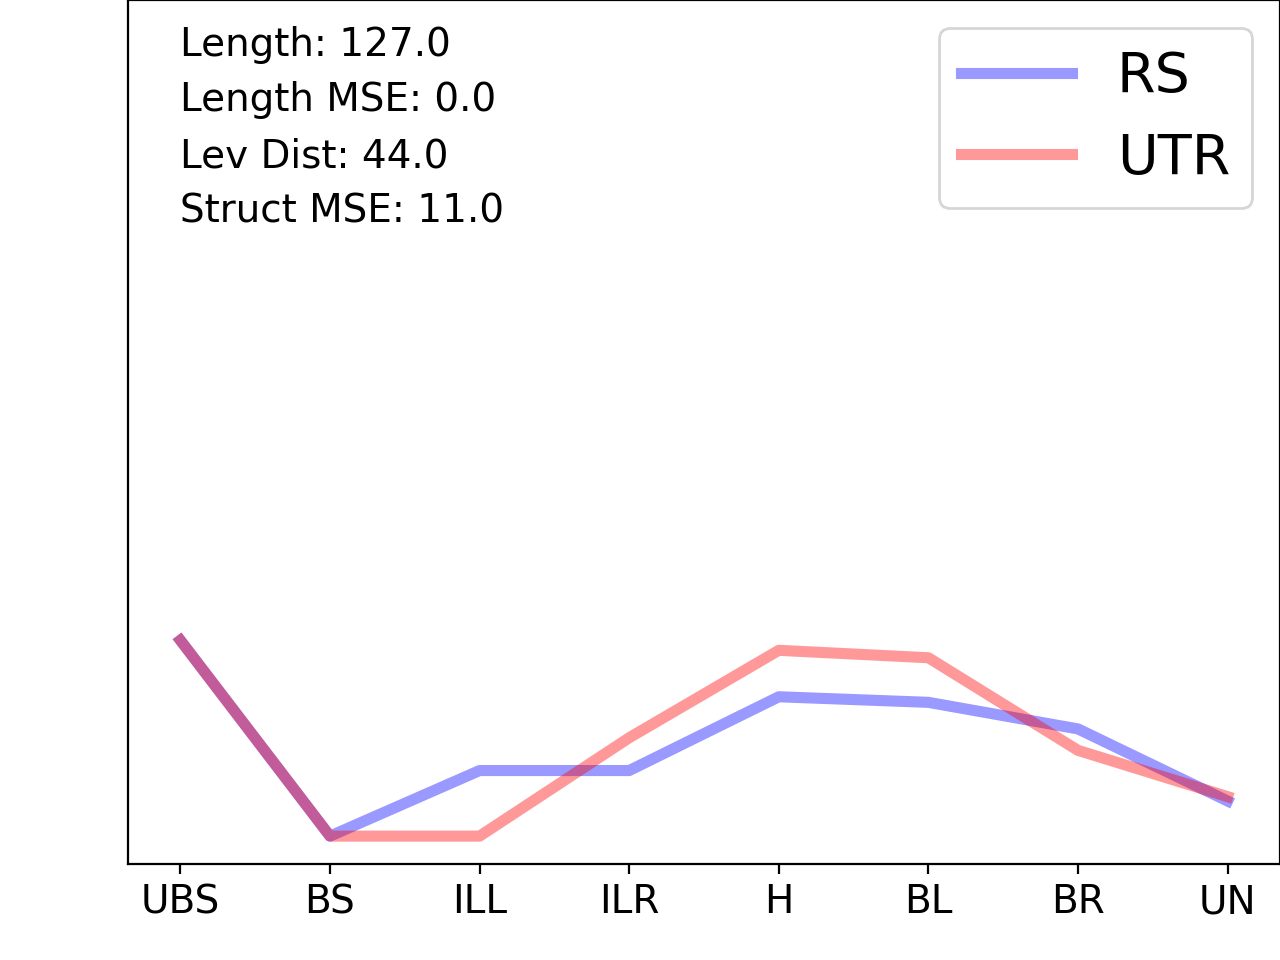 Length: 127.0
Length MSE: 0.0
Lev Dist: 44.0
Struct MSE: 11.0
RS
UTR
UBS BS ILL ILR H BL BR UN